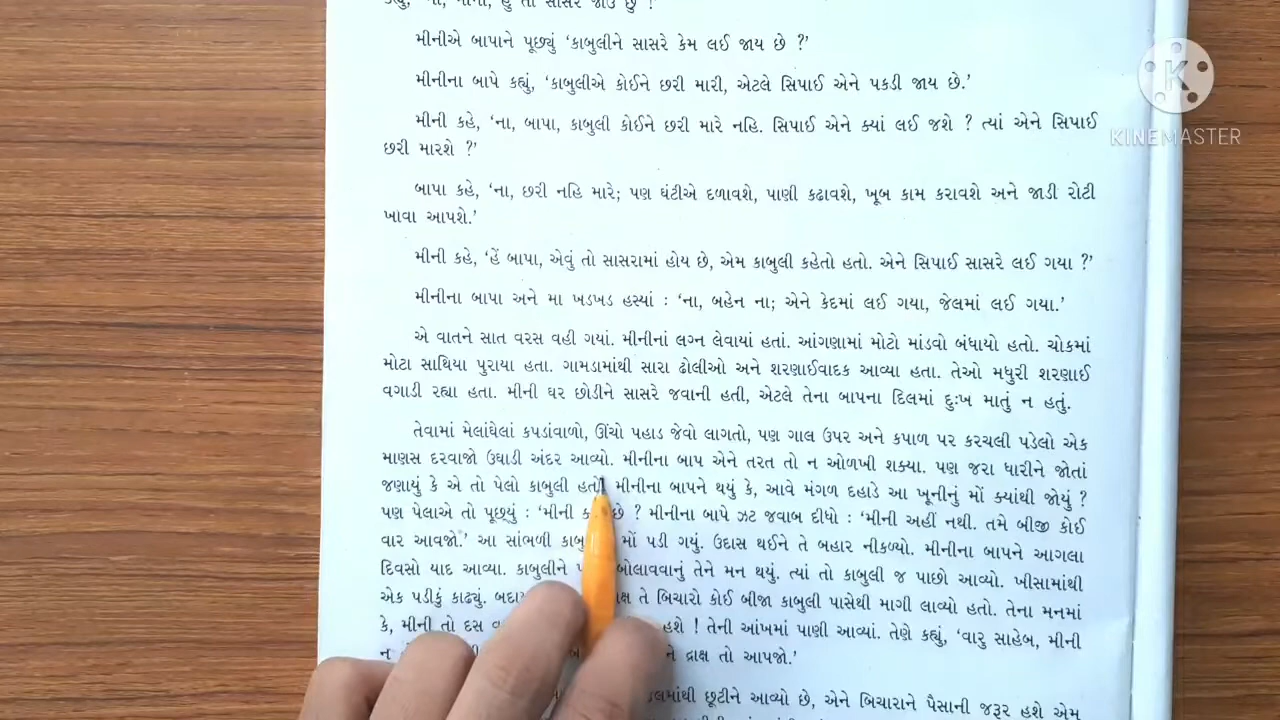 મીનીએ બાપાને પૂછ્યું ‘કાબુલીને સાસરે કેમ લઈ જાય છે ?’
મીનીના બાપે કહ્યું, ‘કાબુલીએ કોઈને છરી મારી, એટલે સિપાઈ એને પકડી જાય છે.’
મીની કહે, ‘ના, બાપા, કાબુલી કોઈને છરી મારે નહિ. સિપાઈ એને ક્યાં લઈ જશે ? ત્યાં એને સિપાઈ
છરી મારશે ?’
બાપા કહે, ‘ના, છરી નહિ મારે; પણ ઘંટીએ દળાવશે, પાણી કઢાવશે, ખૂબ કામ કરાવશે અને જાડી રોટી
ખાવા આપશે.’
મીની કહે, ‘હેં બાપા, એવું તો સાસરામાં હોય છે, એમ કાબુલી કહેતો હતો. એને સિપાઈ સાસરે લઈ ગયા ?’
મીનીના બાપા અને મા ખડખડ હસ્યાં : ‘ના, બહેન ના; એને કેદમાં લઈ ગયા, જેલમાં લઈ ગયા.’
એ વાતને સાત વરસ વહી ગયાં. મીનીનાં લગ્ન લેવાયાં હતાં. આંગણામાં મોટો માંડવો બંધાયો હતો. ચોકમાં
મોટા સાથિયા પુરાયા હતા. ગામડામાંથી સારા ઢોલીઓ અને શરણાઈવાદક આવ્યા હતા. તેઓ મધુરી શરણાઈ
વગાડી રહ્યા હતા. મીની ઘર છોડીને સાસરે જવાની હતી, એટલે તેના બાપના દિલમાં દુઃખ માતું ન હતું.
તેવામાં મેલાંઘેલાં કપડાંવાળો, ઊંચો પહાડ જેવો લાગતો, પણ ગાલ ઉપર અને કપાળ પર કરચલી પડેલો એક
માણસ દરવાજો ઉઘાડી અંદર આવ્યો. મીનીના બાપ એને તરત તો ન ઓળખી શક્યા. પણ જરા ધારીને જોતાં
જણાયું કે એ તો પેલો કાબુલી હતો. મીનીના બાપને થયું કે, આવે મંગળ દહાડે આ ખૂનીનું મોં ક્યાંથી જોયું ?
પણ પેલાએ તો પૂછ્યું : ‘મીની છે ? મીનીના બાપે ઝટ જવાબ દીધો : ‘મીની અહીં નથી. તમે બીજી કોઈ
વાર આવજો.’ આ સાંભળી મોં પડી ગયું. ઉદાસ થઈને તે બહાર નીકળ્યો. મીનીના બાપને આગલા
દિવસો યાદ આવ્યા. કાબુલીને બોલાવવાનું તેને મન થયું. ત્યાં તો કાબુલી જ પાછો આવ્યો. ખીસામાંથી
એક પડીકું કાઢ્યું. તે બિચારો કોઈ બીજા કાબુલી પાસેથી માગી લાવ્યો હતો. તેના મનમાં
કે, મીની તો દસ હશે ! તેની આંખમાં પાણી આવ્યાં. તેણે કહ્યું, ‘વારુ સાહેબ, મીની
ન દ્રાક્ષ તો આપજો.’
છૂટીને આવ્યો છે, એને બિચારાને પૈસાની જરૂર હશે એમ
KINEMASTER